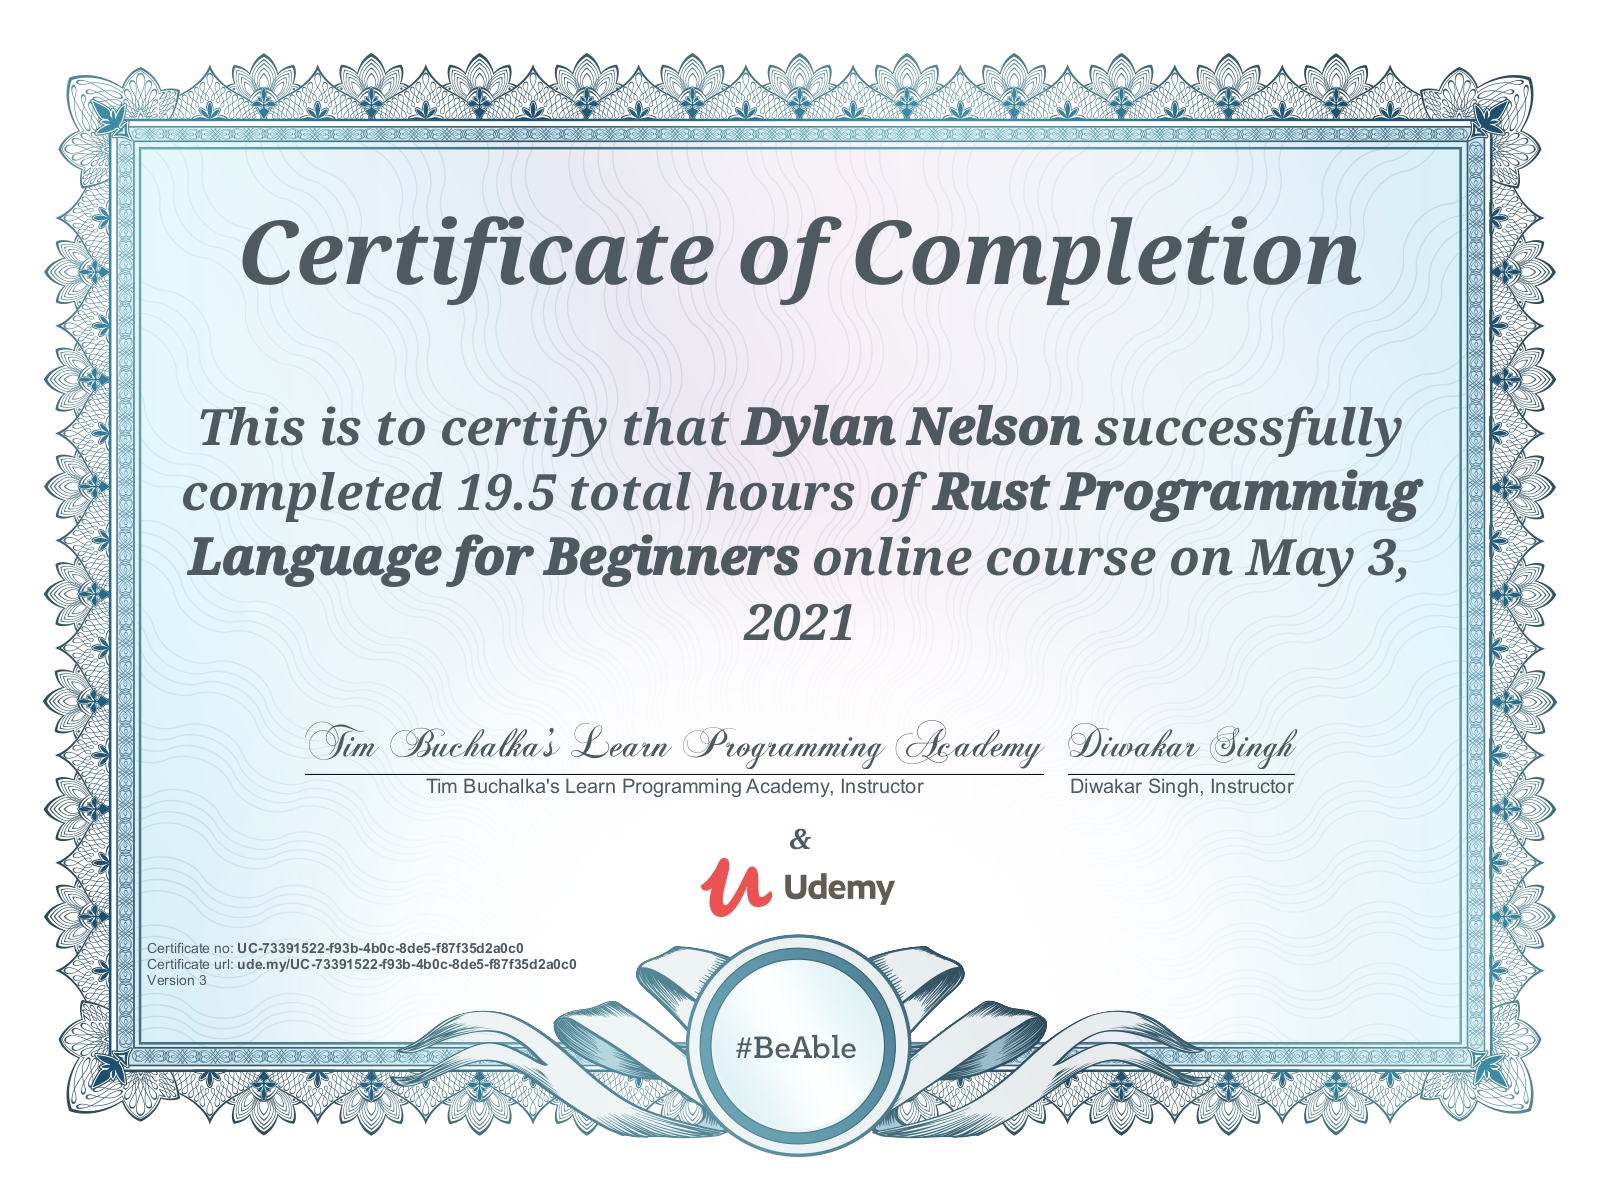 Certificate of Completion
This is to certify that Dylan Nelson successfully
completed 19.5 total hours of Rust Programming
Language for Beginners online course on May 3,
2021
Tim Buchalka's Learn Programming Academy Diwakar Singh
Tim Buchalka's Learn Programming Academy, Instructor Diwakar Singh, Instructor
&
Udemy
Certificate no: UC-73391522-f93b-4b0c-8de5-f87f35d2a0c0
Certificate url: ude.my/UC-73391522-f93b-4b0c-8de5-f87f35d2a0c0
Version 3
#BeAble